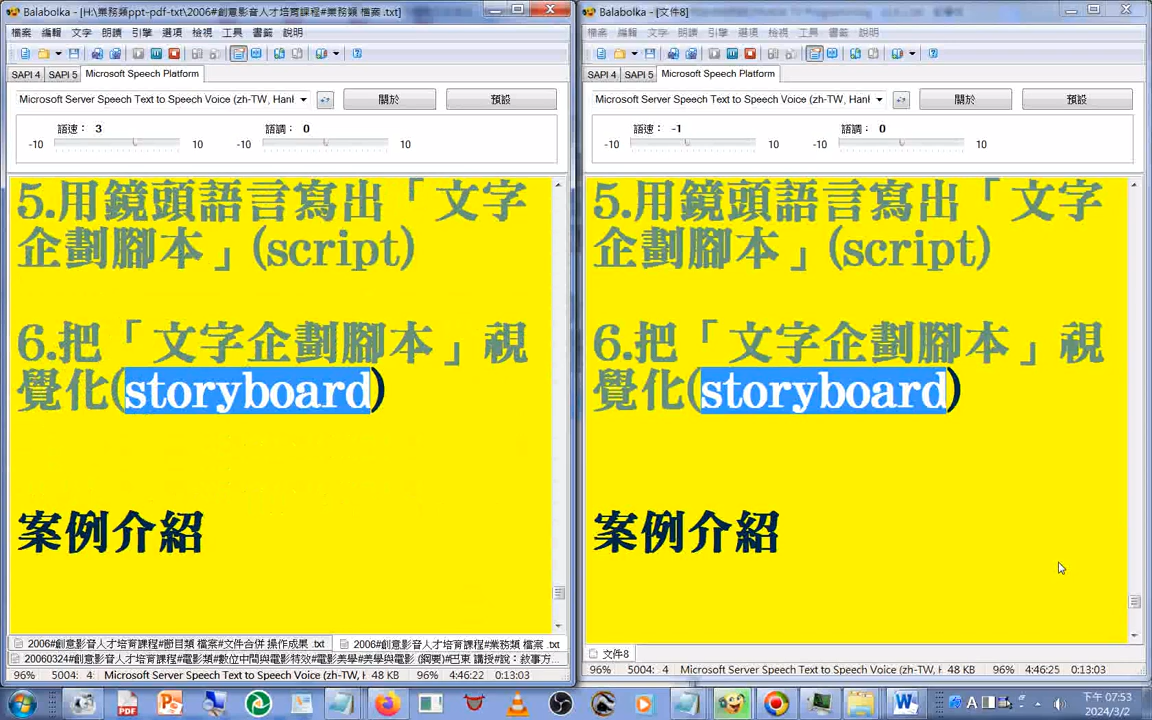 Balabolka - [H:\業務類ppt-pdf-txt\2006#創意影音人才培育課程#業務類 檔案 .txt]
檔案 編輯 文字 朗讀 引擎 選項 檢視 工具 書籤 說明
SAPI 4 SAPI 5 Microsoft Speech Platform
Microsoft Server Speech Text to Speech Voice (zh-TW, Hanl
關於 預設
語速： 3 語調： 0
-10 10 -10 10
5.用鏡頭語言寫出「文字
企劃腳本」(script)
6.把「文字企劃腳本」視
覺化(storyboard)
案例介紹
2006#創意影音人才培育課程#節目類 檔案#文件合併 操作成果 .txt
2006#創意影音人才培育課程#業務類 檔案 .txt
20060324#創意影音人才培育課程#電影類#數位中間與電影特效#電影美學#美學與電影 (綱要)#巴東 講授#說：敘事方...
96% 5004: 4 Microsoft Server Speech Text to Speech Voice (zh-TW, H 48 KB 96% 4:46:22 0:13:03
Balabolka - [文件8]
檔案 編輯 文字 朗讀 引擎 選項 檢視 工具 書籤 說明
SAPI 4 SAPI 5 Microsoft Speech Platform
Microsoft Server Speech Text to Speech Voice (zh-TW, Hanl
關於 預設
語速： -1 語調： 0
-10 10 -10 10
5.用鏡頭語言寫出「文字
企劃腳本」(script)
6.把「文字企劃腳本」視
覺化(storyboard)
案例介紹
文件8
96% 5004: 4 Microsoft Server Speech Text to Speech Voice (zh-TW, H 48 KB 96% 4:46:25 0:13:03
下午 07:53
2024/3/2